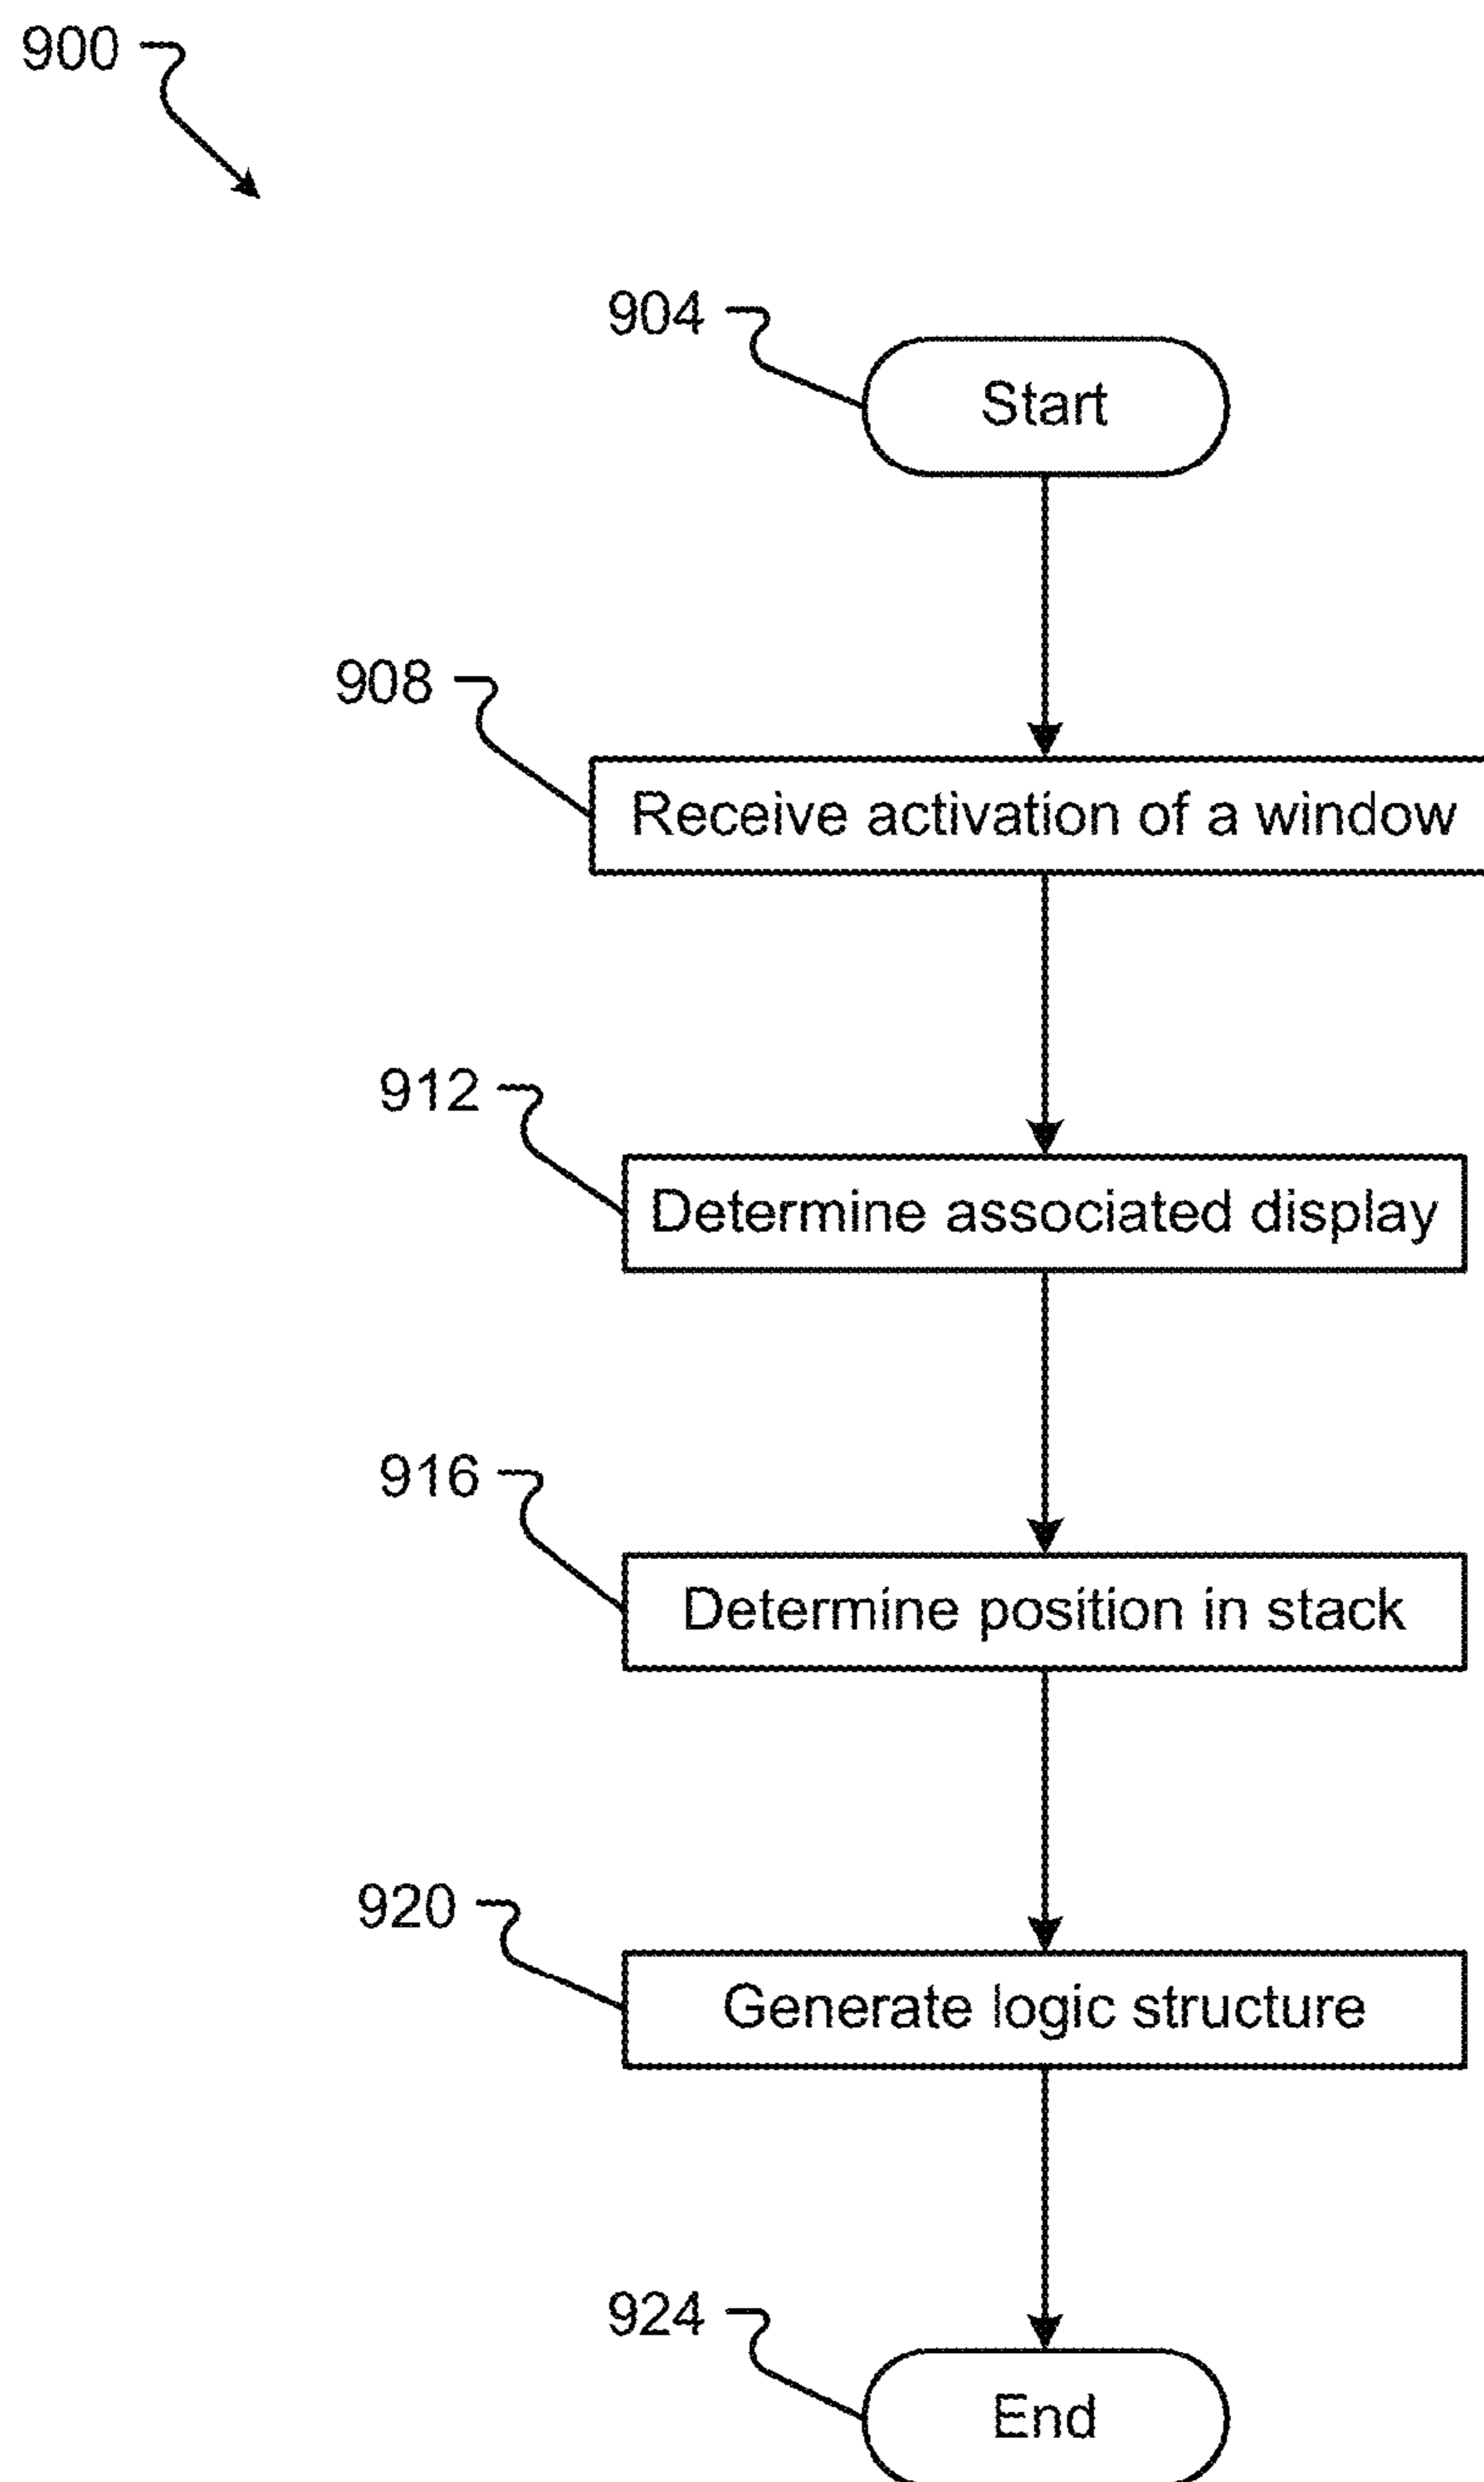 900
904
Start
908
Receive activation of a window
912
Determine associated display
916
Determine position in stack
920
Generate logic structure
924
End